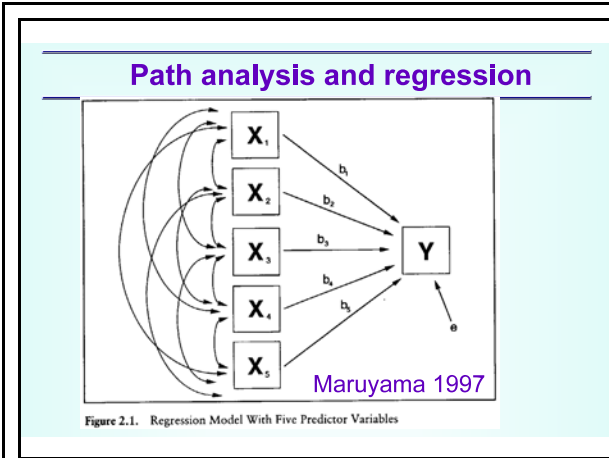 Path analysis and regression
X₁
b₁
X₂
b₂
X₃
b₃
Y
X₄
b₄
b₅
e
X₅
Maruyama 1997
Figure 2.1. Regression Model With Five Predictor Variables